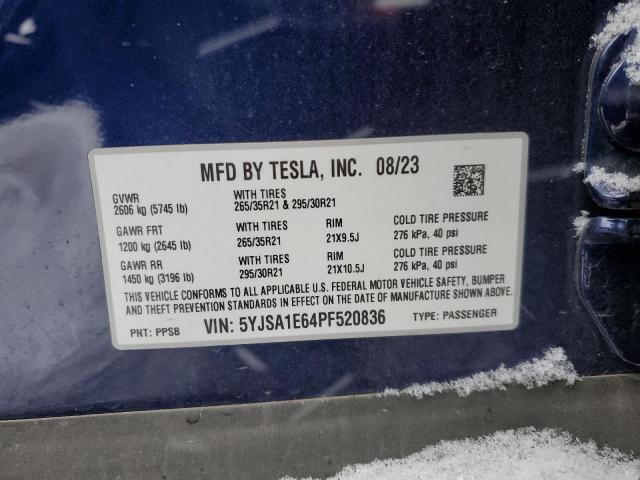 MFD BY TESLA, INC. 08/23
GVWR WITH TIRES
2606 kg (5745 lb) 265/35R21 & 295/30R21
GAWR FRT WITH TIRES RIM COLD TIRE PRESSURE
1200 kg (2645 lb) 265/35R21 21X9.5J 276 kPa, 40 psi
GAWR RR WITH TIRES RIM COLD TIRE PRESSURE
1450 kg (3196 lb) 295/30R21 21X10.5J 276 kPa, 40 psi
THIS VEHICLE CONFORMS TO ALL APPLICABLE U.S. FEDERAL MOTOR VEHICLE SAFETY, BUMPER
AND THEFT PREVENTION STANDARDS IN EFFECT ON THE DATE OF MANUFACTURE SHOWN ABOVE.
PNT: PPSB VIN: 5YJSA1E64PF520836 TYPE: PASSENGER